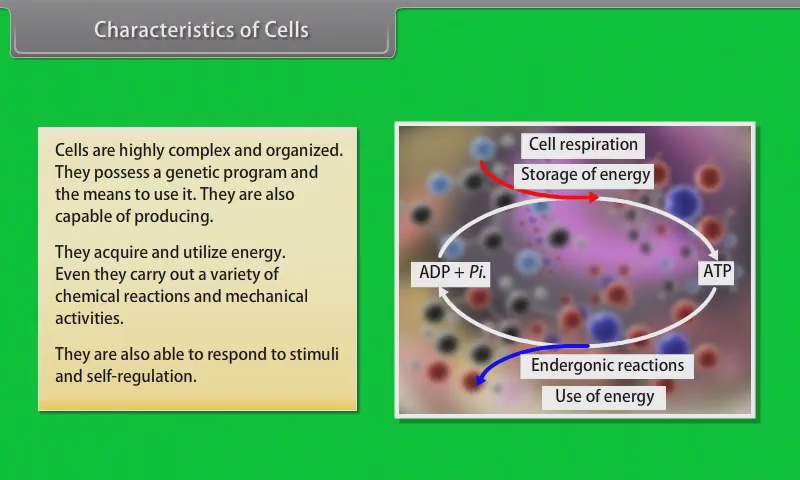 Characteristics of Cells
Cells are highly complex and organized.
They possess a genetic program and
the means to use it. They are also
capable of producing.
They acquire and utilize energy.
Even they carry out a variety of
chemical reactions and mechanical
activities.
They are also able to respond to stimuli
and self-regulation.
Cell respiration
Storage of energy
ADP + Pi.
ATP
Endergonic reactions
Use of energy